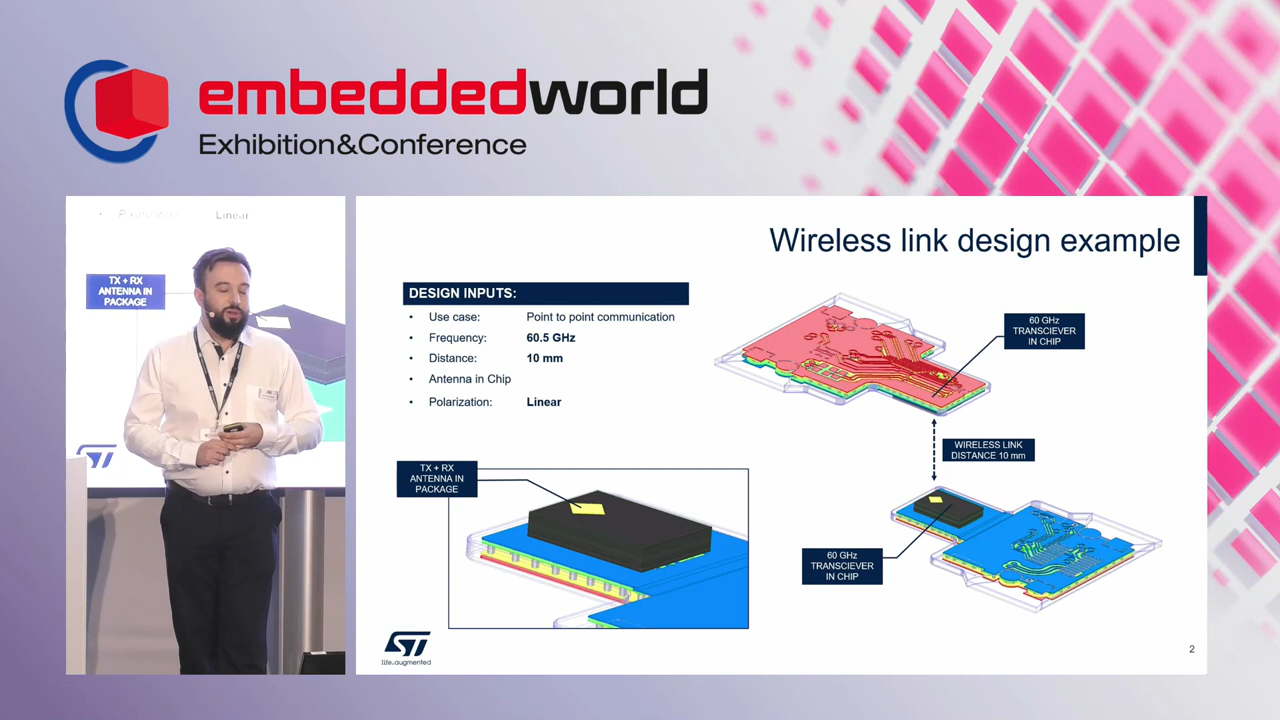 embeddedworld
Exhibition&Conference
Linear
TX + RX
ANTENNA IN
PACKAGE
ST
Wireless link design example
DESIGN INPUTS:
• Use case: Point to point communication
• Frequency: 60.5 GHz
• Distance: 10 mm
• Antenna in Chip
• Polarization: Linear
60 GHz
TRANSCIEVER
IN CHIP
WIRELESS LINK
DISTANCE 10 mm
TX + RX
ANTENNA IN
PACKAGE
60 GHz
TRANSCIEVER
IN CHIP
ST
life.augmented
2